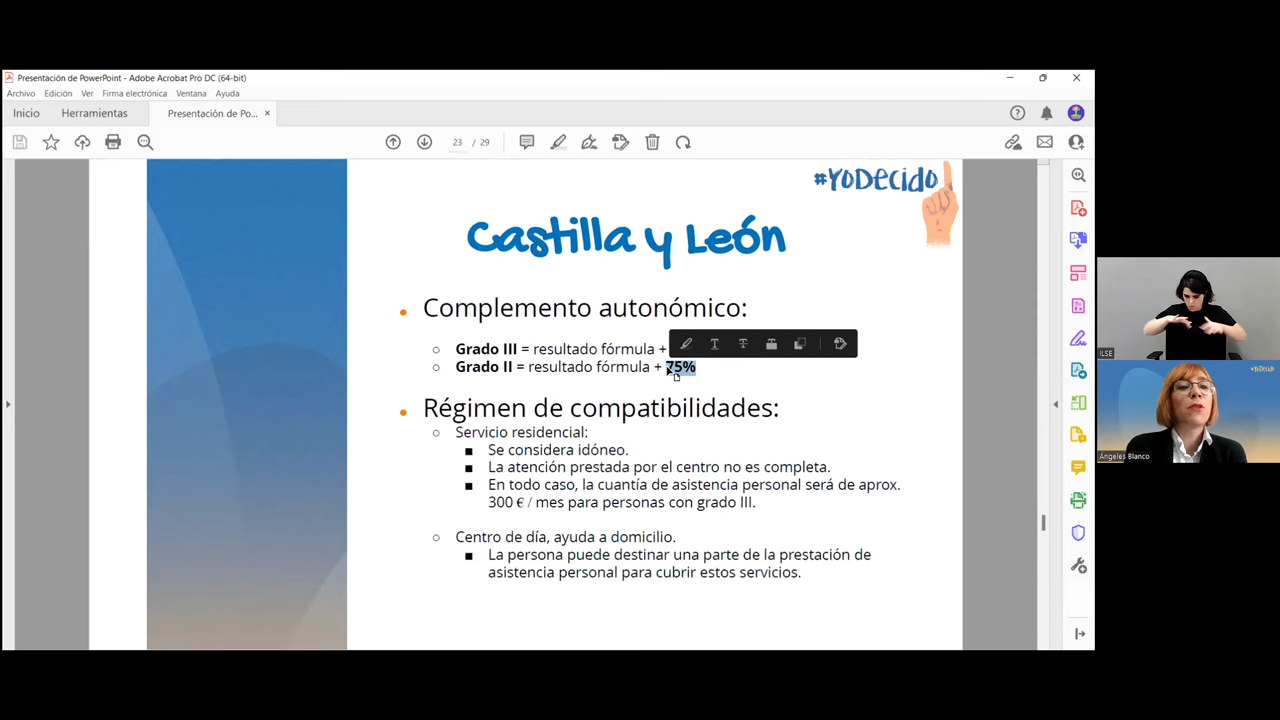 Presentación de PowerPoint - Adobe Acrobat Pro DC (64-bit)
Archivo Edición Ver Firma electrónica Ventana Ayuda
Inicio Herramientas Presentación de Po... ×
23 / 29
#YoDecido
Castilla y León
Complemento autonómico:
Grado III = resultado fórmula +
Grado II = resultado fórmula + 75%
Régimen de compatibilidades:
Servicio residencial:
Se considera idóneo.
La atención prestada por el centro no es completa.
En todo caso, la cuantía de asistencia personal será de aprox.
300 € / mes para personas con grado III.
Centro de día, ayuda a domicilio.
La persona puede destinar una parte de la prestación de
asistencia personal para cubrir estos servicios.
ILSE
#YoDecido
Ángeles Blanco